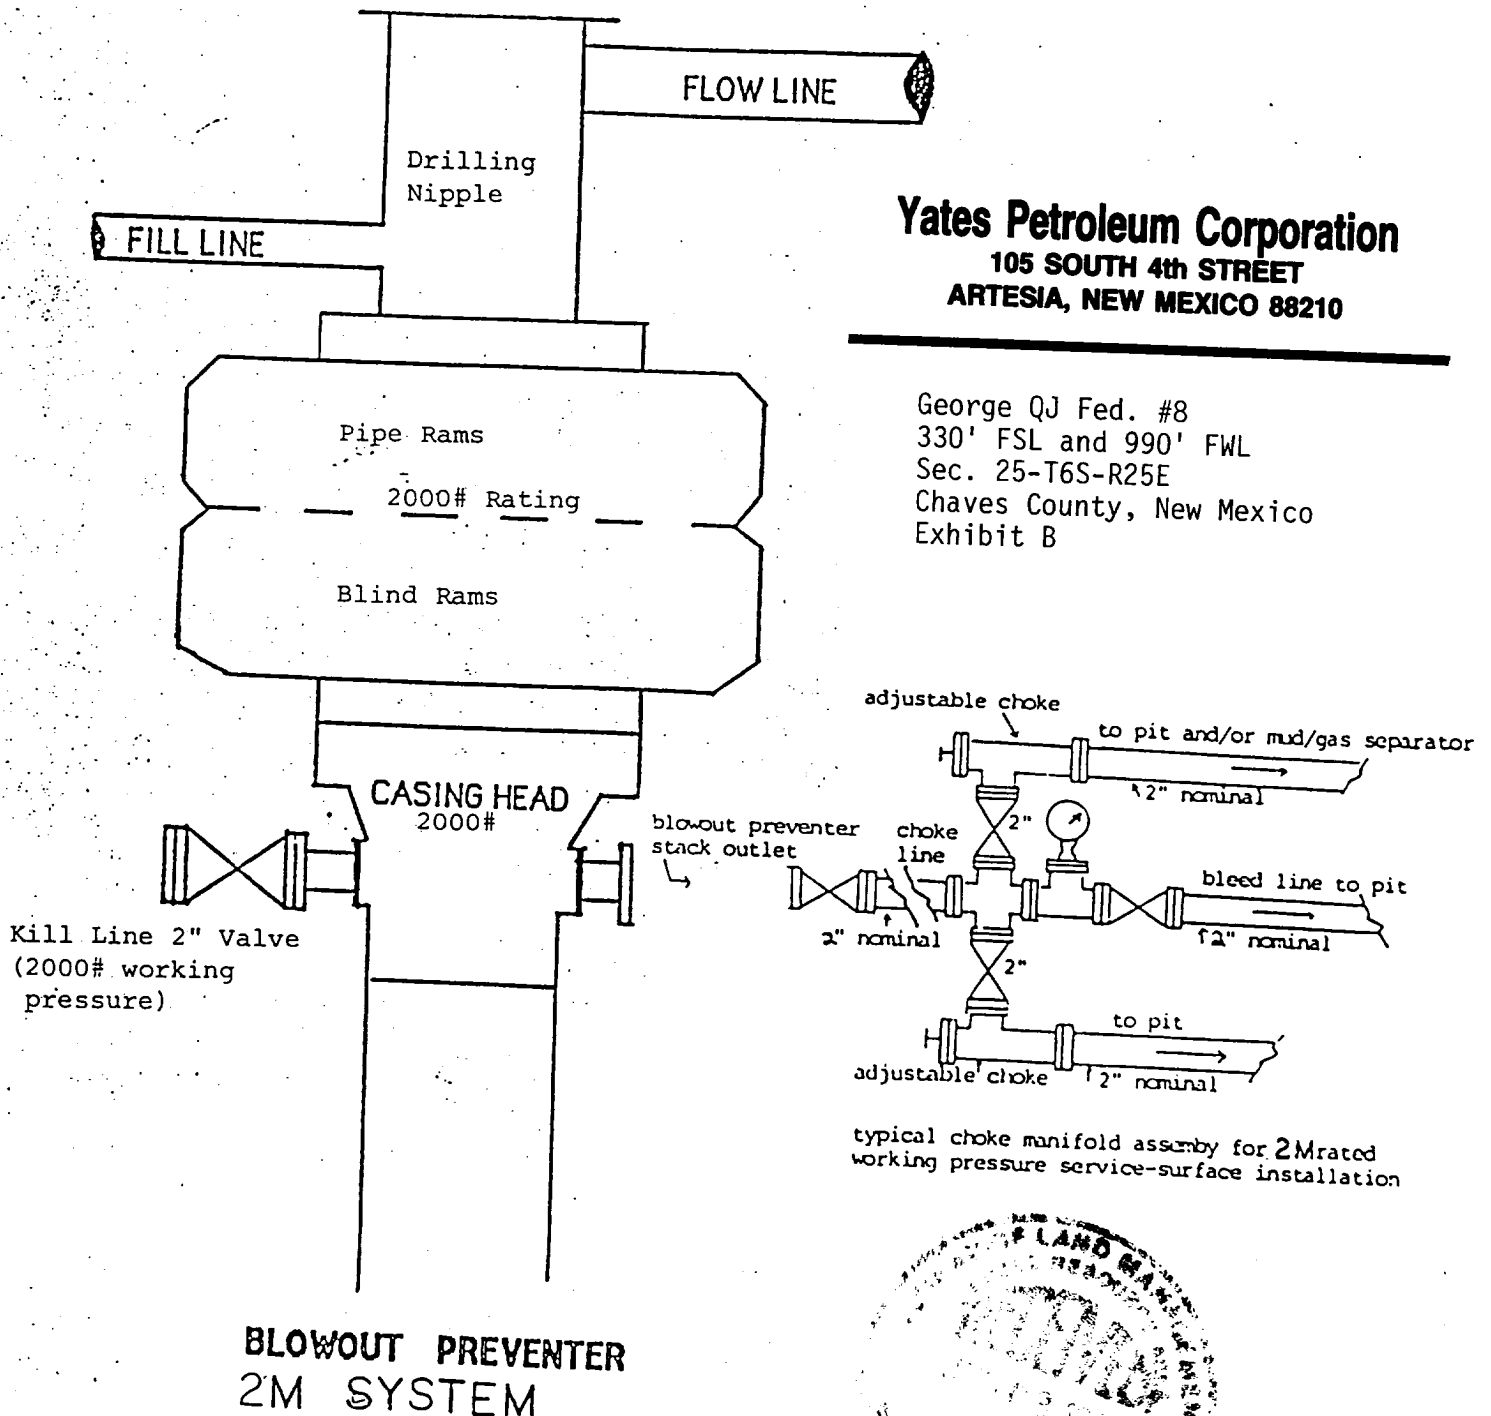 FLOW LINE
Drilling
Nipple
FILL LINE
Yates Petroleum Corporation
105 SOUTH 4th STREET
ARTESIA, NEW MEXICO 88210
George QJ Fed. #8
330' FSL and 990' FWL
Sec. 25-T6S-R25E
Chaves County, New Mexico
Exhibit B
Pipe Rams
2000# Rating
Blind Rams
CASING HEAD
2000#
Kill Line 2" Valve
(2000# working
pressure)
blowout preventer
stack outlet
adjustable choke
to pit and/or mud/gas separator
2" nominal
2"
choke
line
bleed line to pit
2" nominal
2" nominal
2"
to pit
adjustable choke
2" nominal
typical choke manifold assemby for 2M rated
working pressure service-surface installation
LAND
BLOWOUT PREVENTER
2M SYSTEM